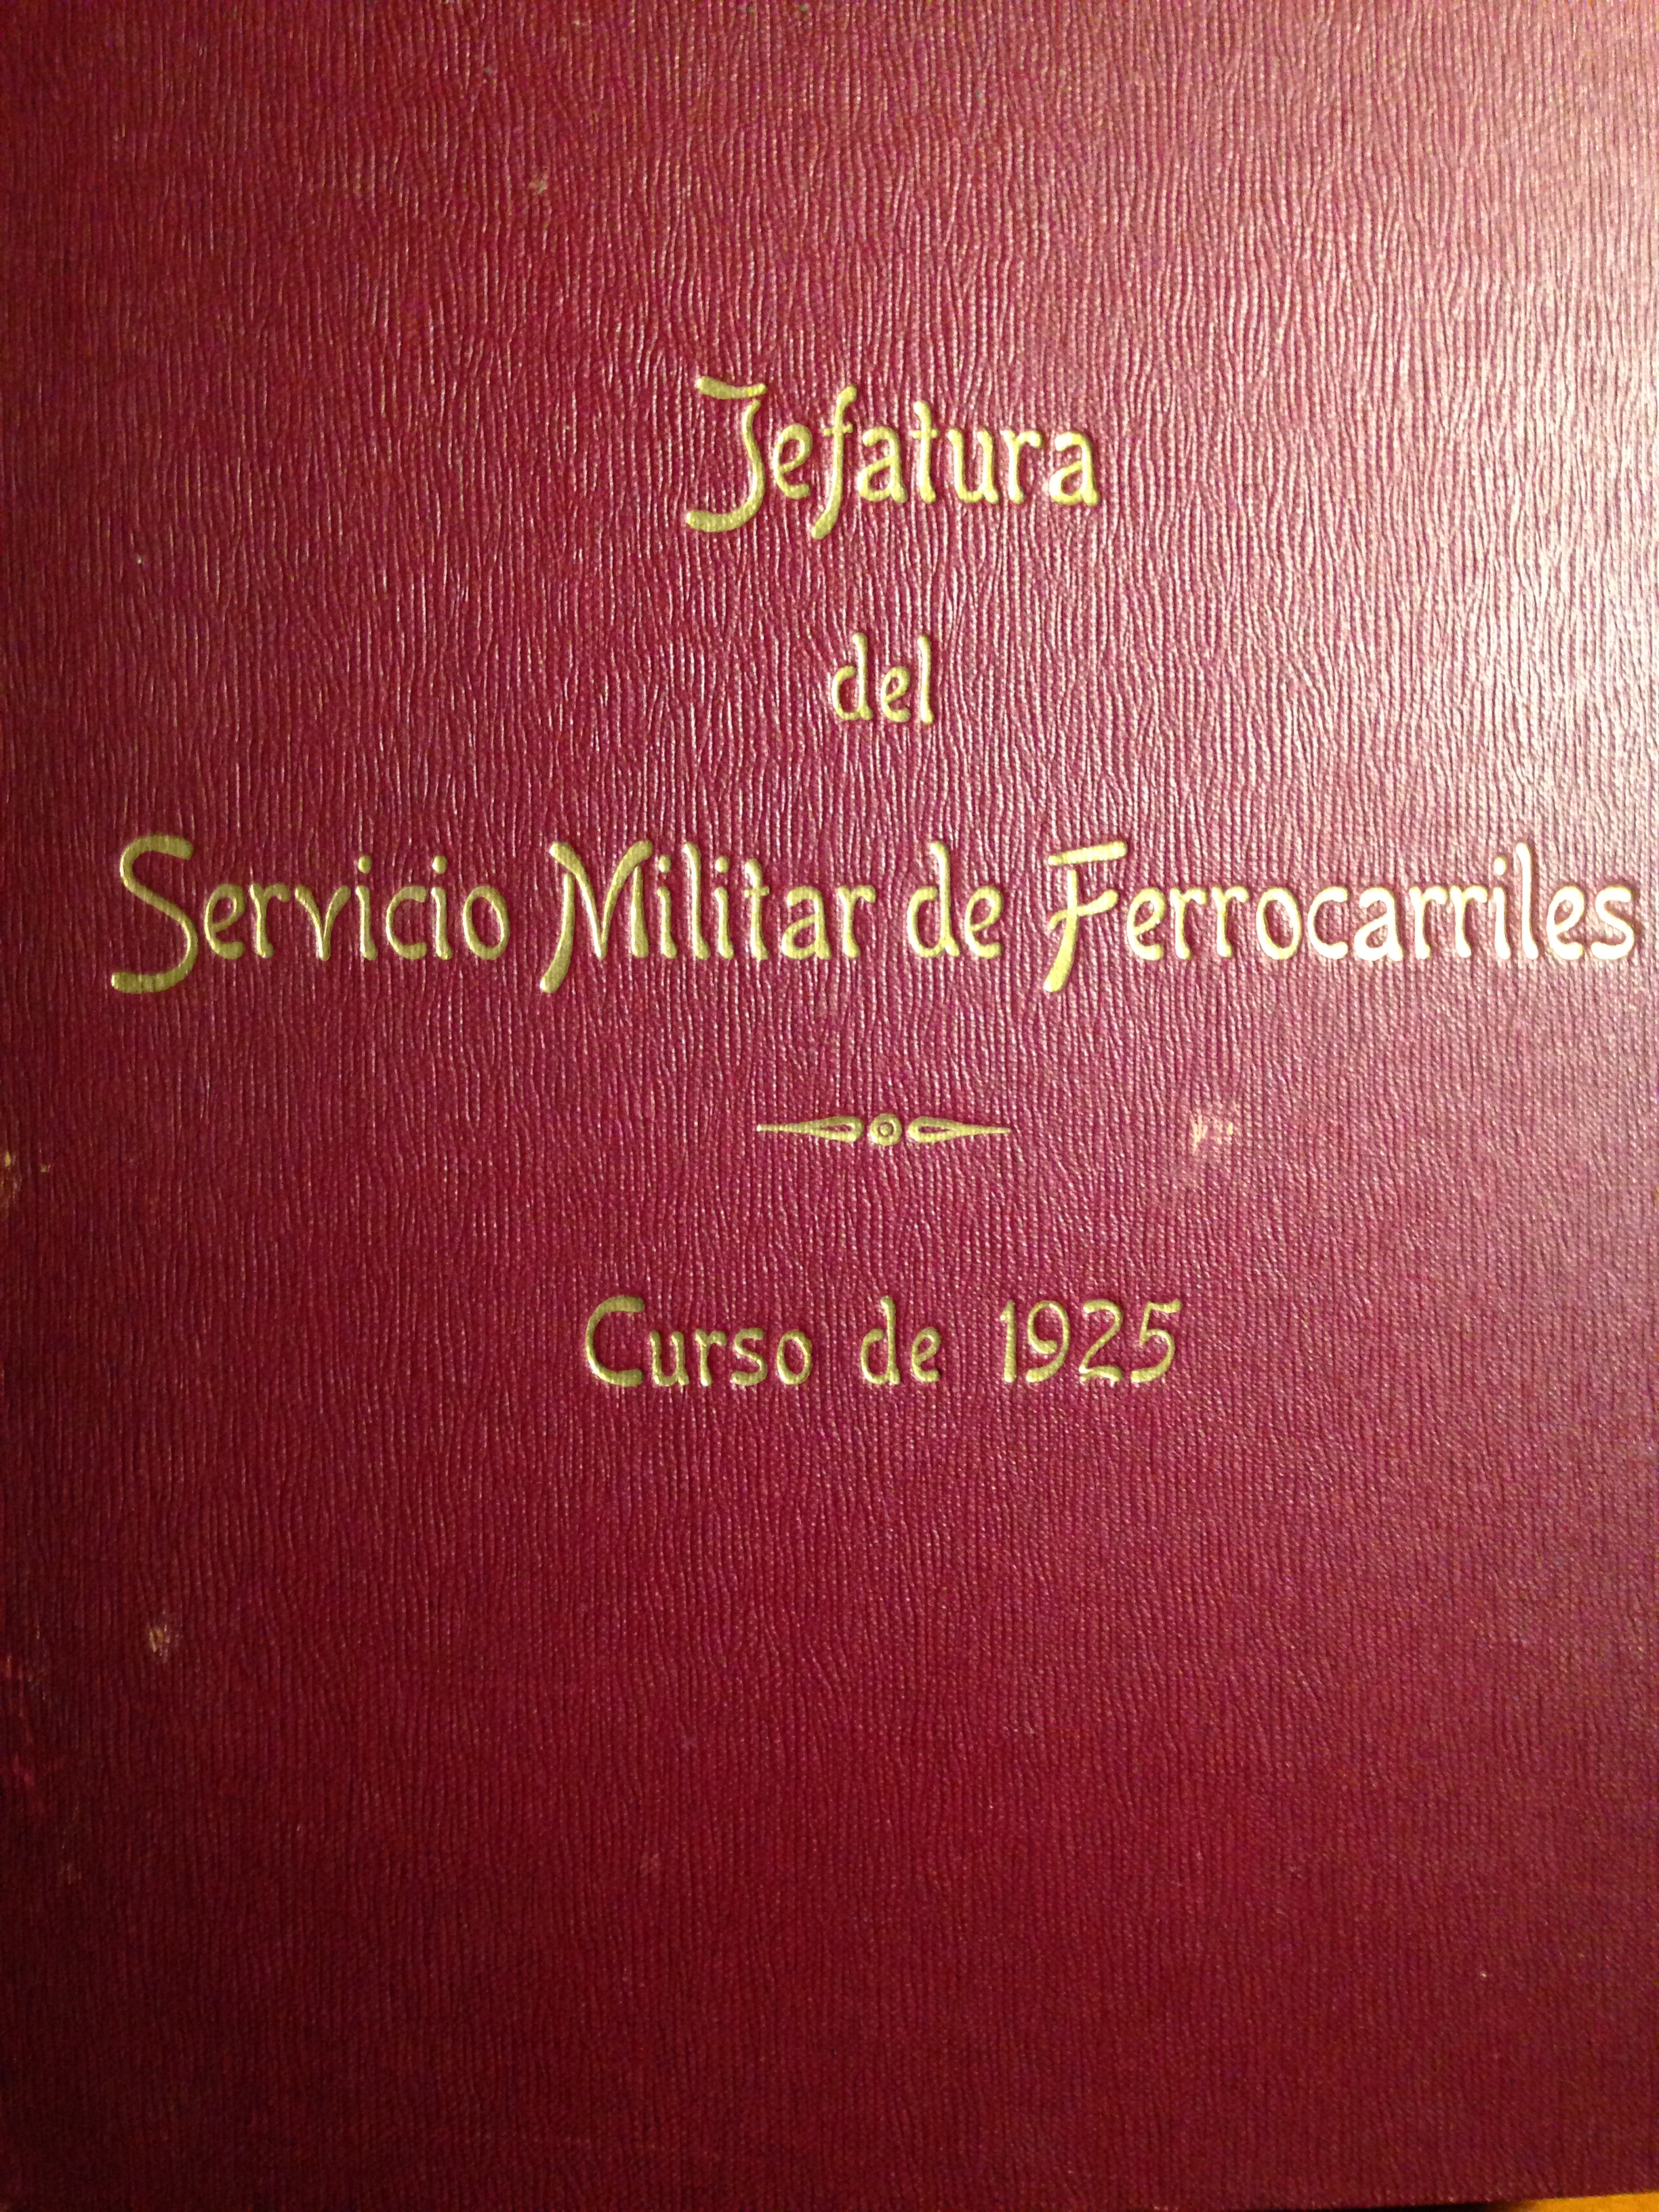 Jefatura
del
Servicio Militar de Ferrocarriles
Curso de 1925